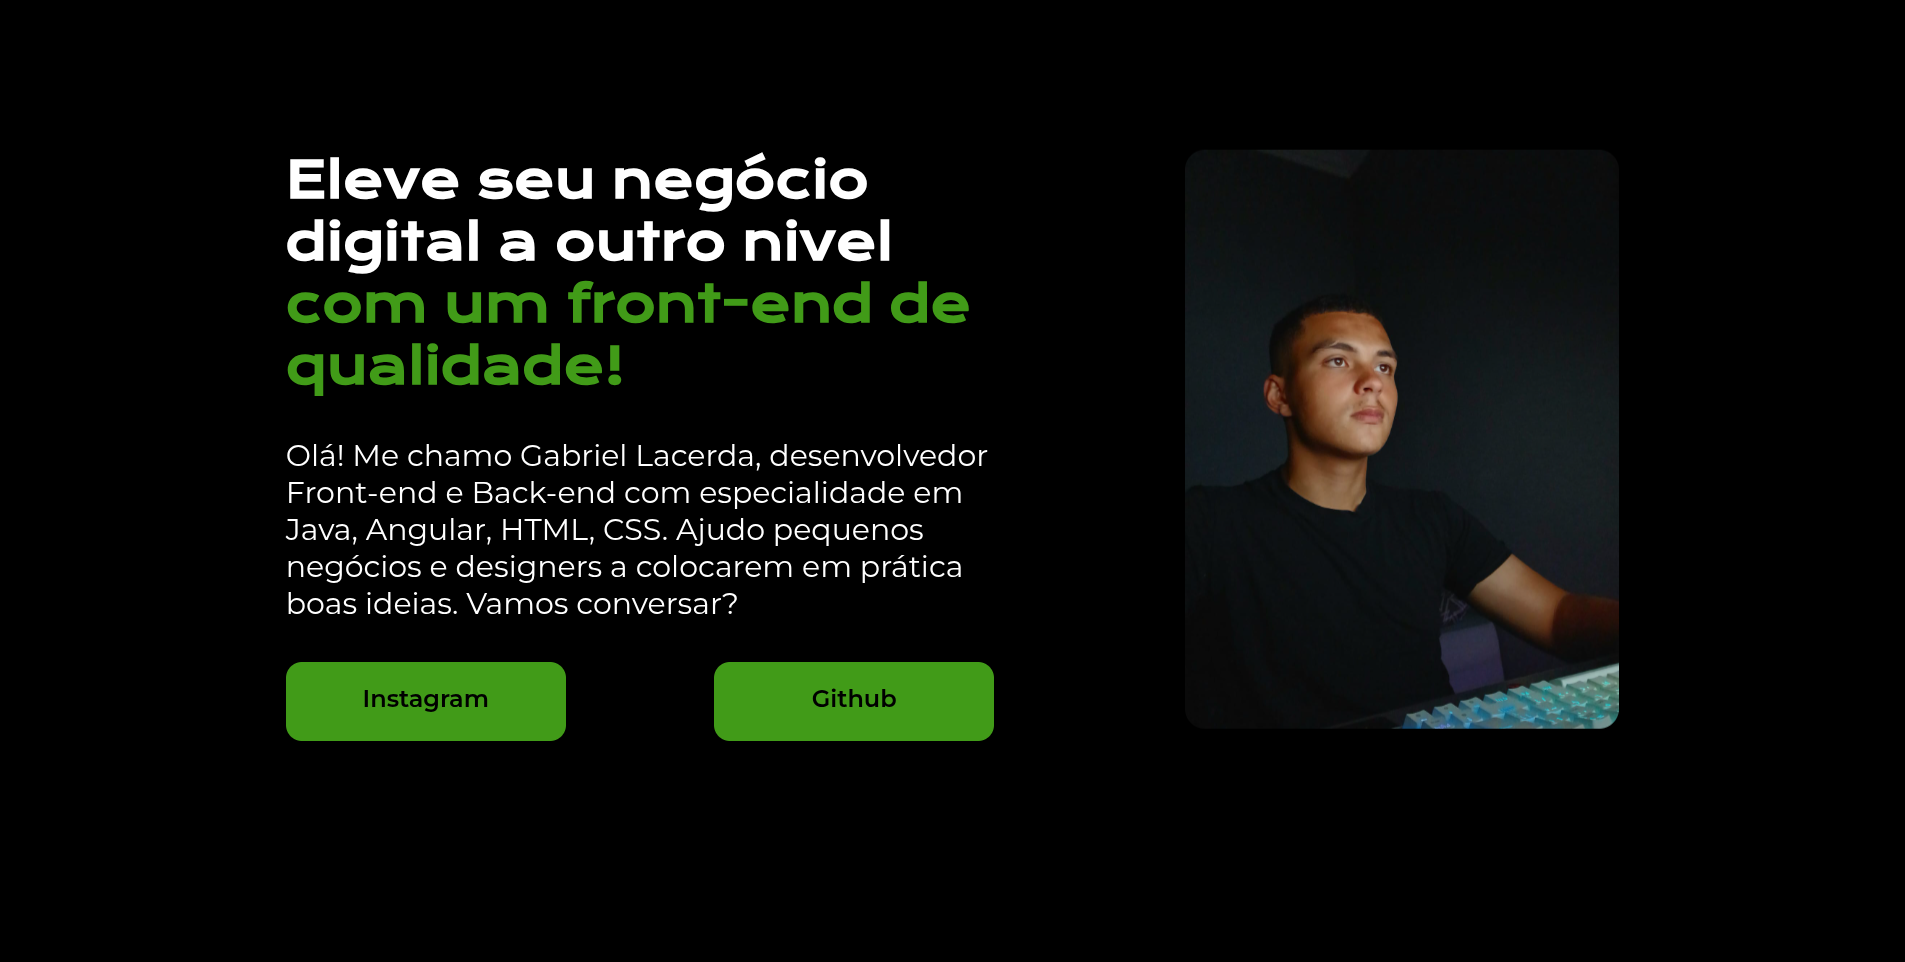 Eleve seu negócio
digital a outro nivel
com um front-end de
qualidade!
Olá! Me chamo Gabriel Lacerda, desenvolvedor
Front-end e Back-end com especialidade em
Java, Angular, HTML, CSS. Ajudo pequenos
negócios e designers a colocarem em prática
boas ideias. Vamos conversar?
Instagram
Github